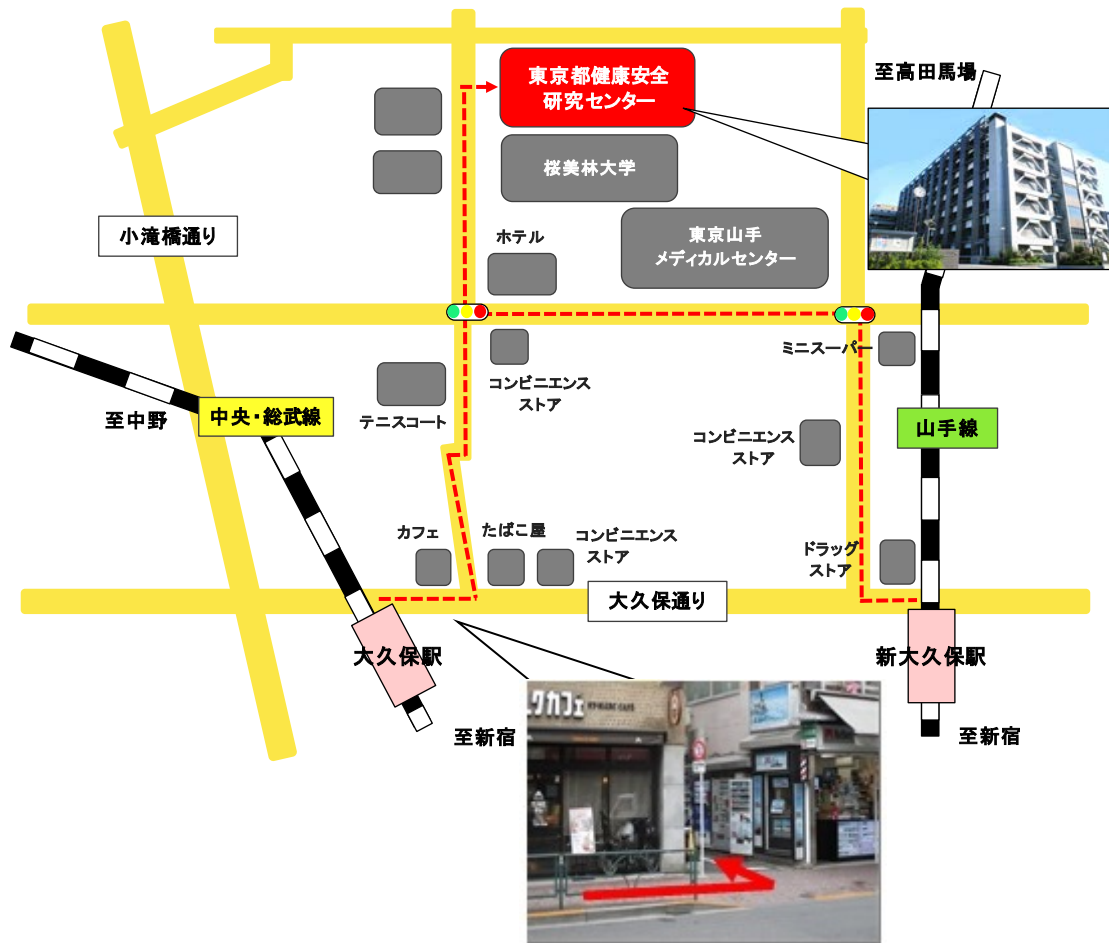 東京都健康安全
研究センター
至高田馬場
桜美林大学
小滝橋通り
ホテル
東京山手
メディカルセンター
ミニスーパー
コンビニエンス
ストア
テニスコート
至中野
中央・総武線
山手線
コンビニエンス
ストア
カフェ
たばこ屋
コンビニエンス
ストア
ドラッグ
ストア
大久保通り
大久保駅
新大久保駅
至新宿
至新宿
カフェ